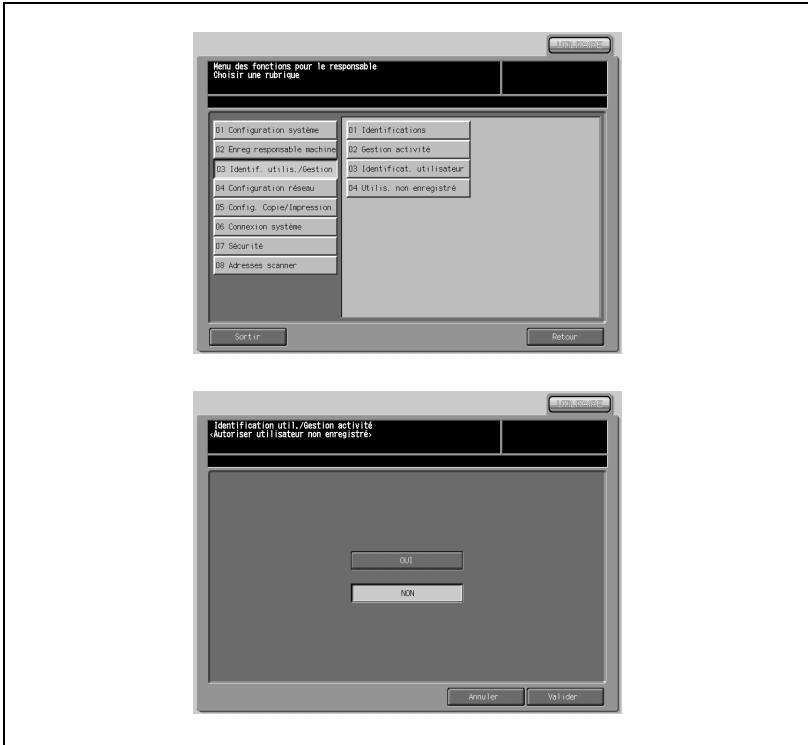 UTILITAIRE
Menu des fonctions pour le responsable
Choisir une rubrique
01 Configuration système
02 Enreg responsable machine
03 Identif. utilis./Gestion
04 Configuration réseau
05 Config. Copie/Impression
06 Connexion système
07 Sécurité
08 Adresses scanner
01 Identifications
02 Gestion activité
03 Identificat. utilisateur
04 Utilis. non enregistré
Sortir
Retour
UTILITAIRE
Identification util./Gestion activité
<Autoriser utilisateur non enregistré>
OUI
NON
Annuler
Valider